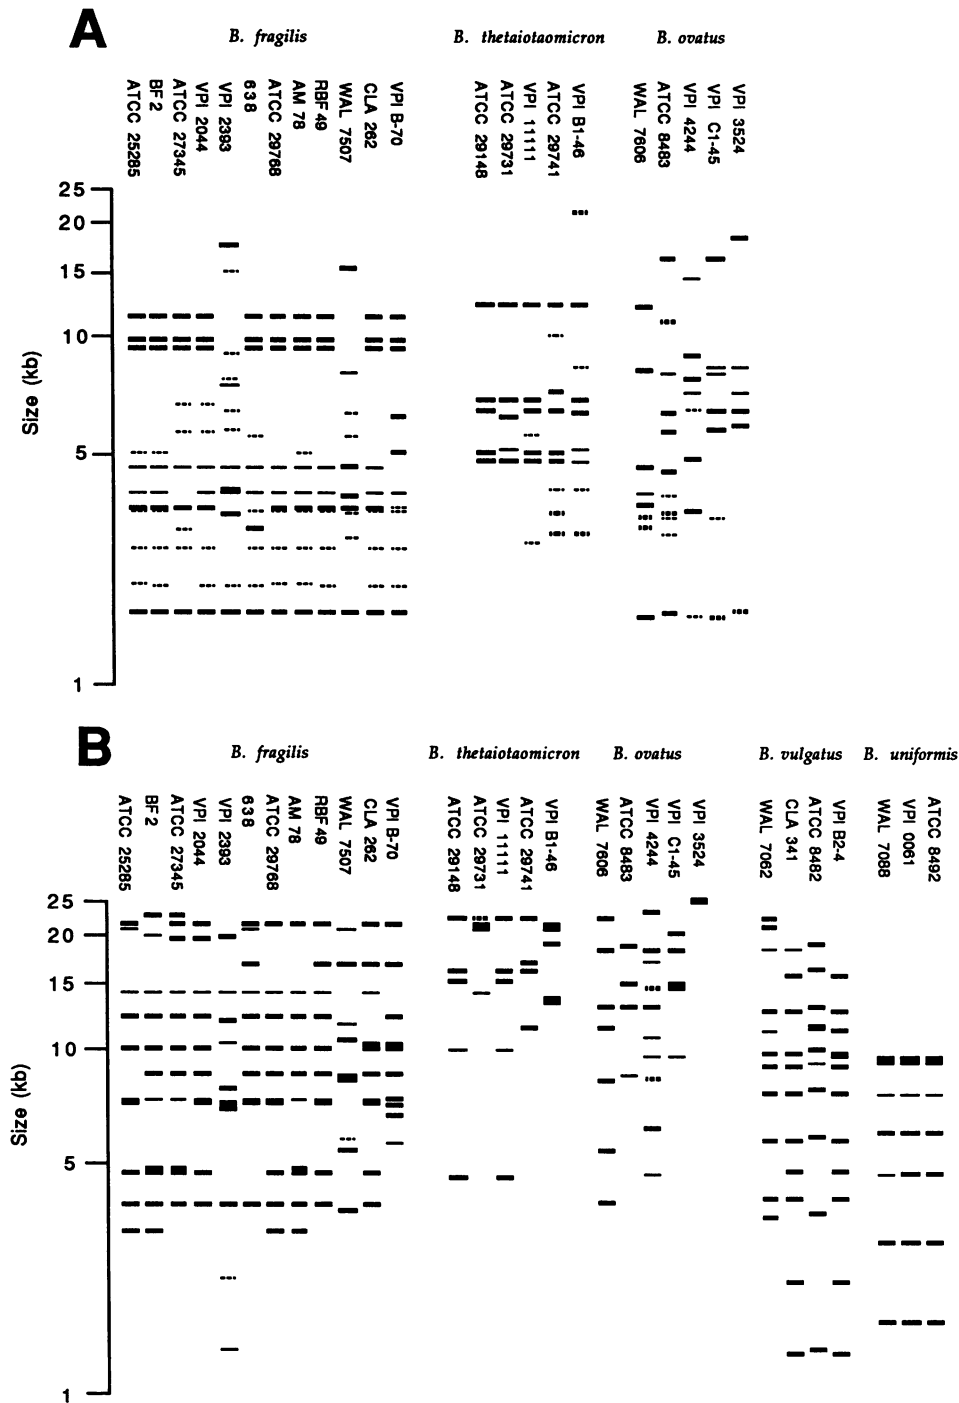 A
B. fragilis B. thetaiotaomicron B. ovatus
ATCC 25285
BF 2
ATCC 27345
VPI 2044
VPI 2393
638
ATCC 29768
AM 78
RBF 49
WAL 7507
CLA 262
VPI B-70
ATCC 29148
ATCC 29731
VPI 11111
ATCC 29741
VPI B1-46
WAL 7606
ATCC 8483
VPI 4244
VPI C1-45
VPI 3524
25
20
15
10
5
1
Size (kb)
B
B. fragilis B. thetaiotaomicron B. ovatus B. vulgatus B. uniformis
ATCC 25285
BF 2
ATCC 27345
VPI 2044
VPI 2393
638
ATCC 29768
AM 78
RBF 49
WAL 7507
CLA 262
VPI B-70
ATCC 29148
ATCC 29731
VPI 11111
ATCC 29741
VPI B1-46
WAL 7606
ATCC 8483
VPI 4244
VPI C1-45
VPI 3524
WAL 7062
CLA 341
ATCC 8482
VPI B2-4
WAL 7088
VPI 0061
ATCC 8492
25
20
15
10
5
1
Size (kb)